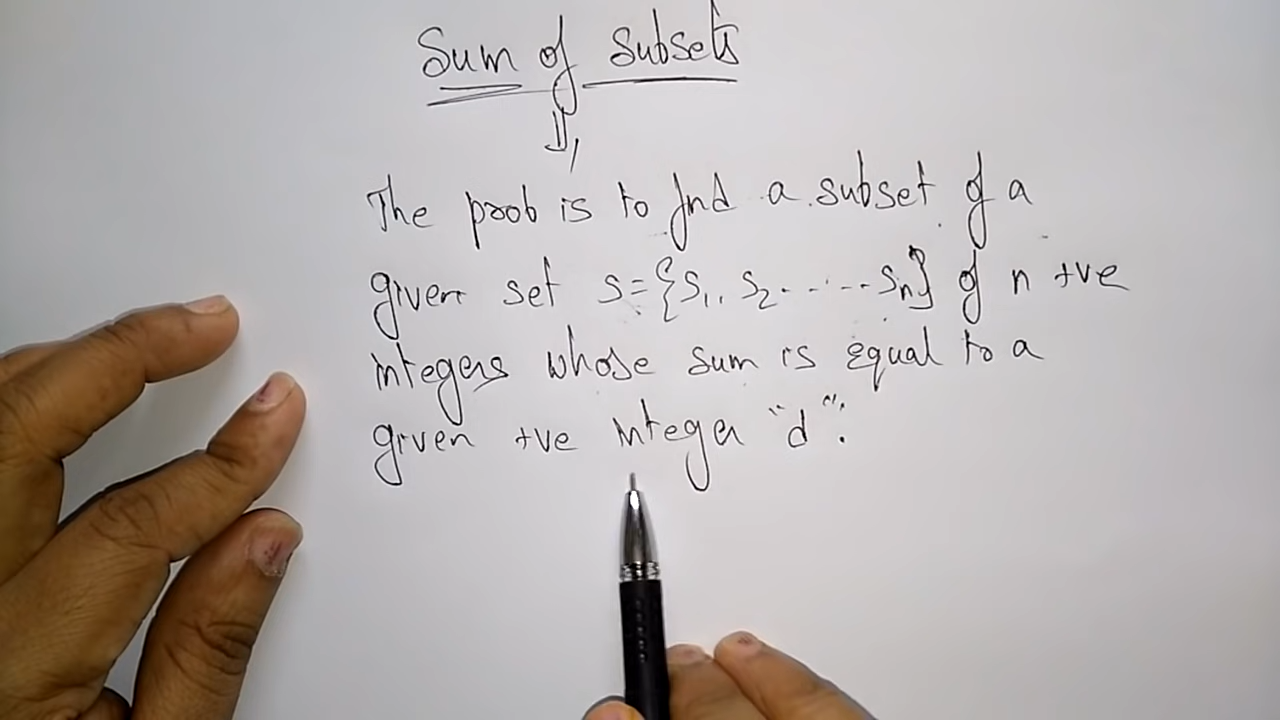 Sum of subsets
The prob is to find a subset of a
given set s={s1, s2.....sn} of n +ve
integers whose sum is equal to a
given +ve integer "d".